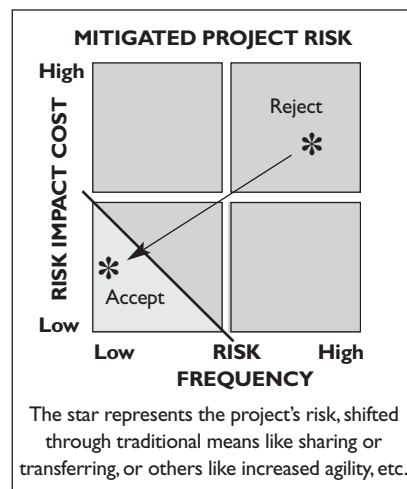 MITIGATED PROJECT RISK
High
Reject
*
RISK IMPACT COST
*
Accept
Low
Low RISK High
FREQUENCY
The star represents the project's risk, shifted
through traditional means like sharing or
transferring, or others like increased agility, etc.